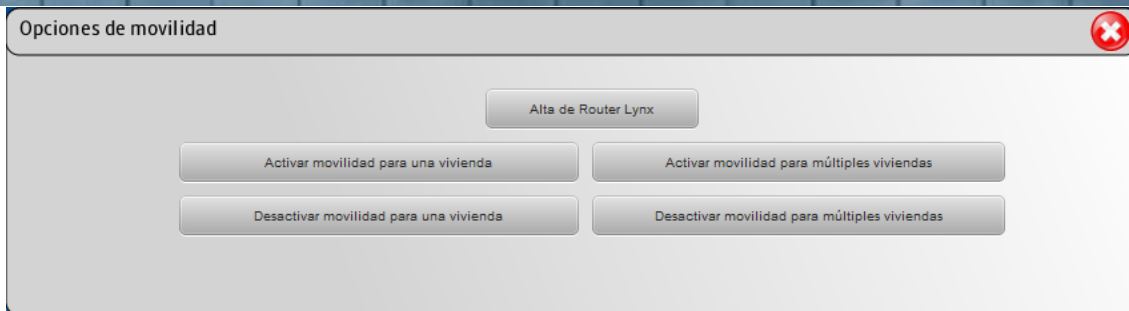 Opciones de movilidad
Alta de Router Lynx
Activar movilidad para una vivienda
Activar movilidad para múltiples viviendas
Desactivar movilidad para una vivienda
Desactivar movilidad para múltiples viviendas